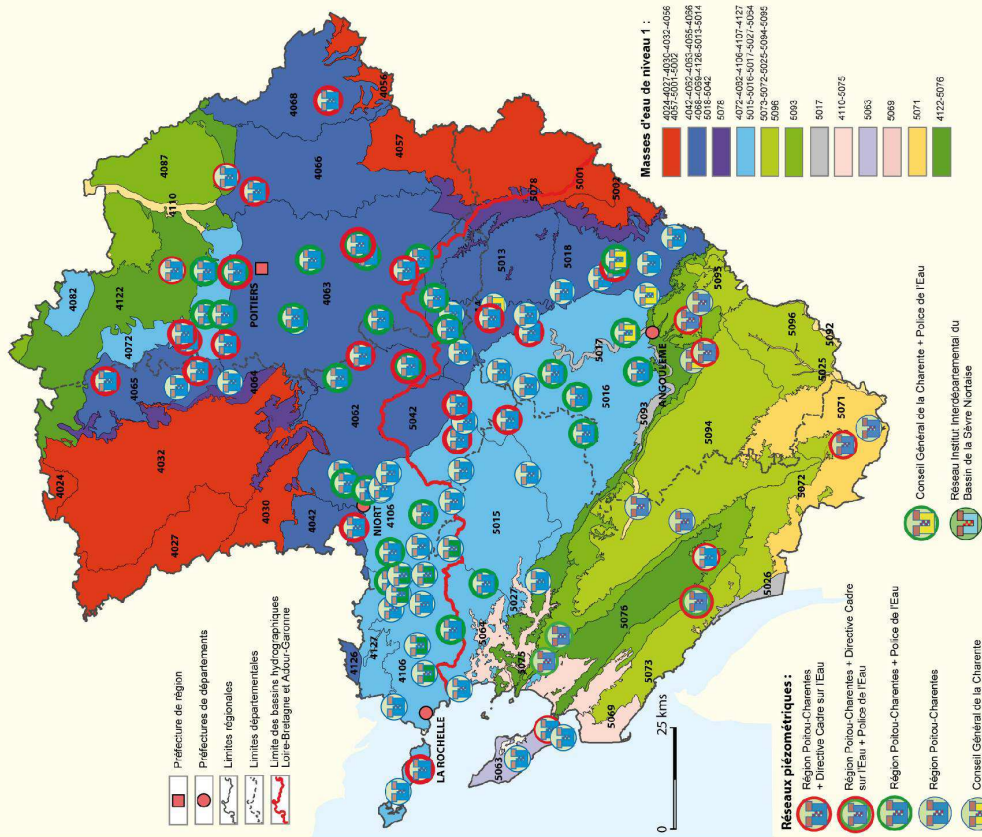 Préfecture de région
Préfectures de départements
Limites régionales
Limites départementales
Limite des bassins hydrographiques
Loire-Bretagne et Adour-Garonne
Masses d'eau de niveau 1 :
4024-4027-4030-4032-4056
4057-5001-5002
4042-4062-4063-4065-4066
4068-4069-4126-5013-5014
5018-5042
5078
4072-4082-4106-4107-4127
5015-5016-5017-5027-5064
5073-5072-5025-5094-5095
5096
5093
5017
4110-5075
5063
5069
5071
4122-5076
4024
4032
4027
4030
4042
4082
4122
4072
4065
4064
4087
4110
4068
4056
4066
4057
POITIERS
4063
4062
5042
NIORT
4106
4126
4127
4106
LA ROCHELLE
5063
5064
5027
5015
5075
5069
5073
5076
5026
5072
5071
5094
5093
5016
5017
ANGOULEME
5095
5096
5092
5025
5013
5018
5078
5001
5002
0
25 kms
Réseaux piézométriques :
Région Poitou-Charentes
+ Directive Cadre sur l'Eau
Région Poitou-Charentes + Directive Cadre
sur l'Eau + Police de l'Eau
Région Poitou-Charentes + Police de l'Eau
Région Poitou-Charentes
Conseil Général de la Charente
Conseil Général de la Charente + Police de l'Eau
Réseau Institut Interdépartemental du
Bassin de la Sèvre Niortaise